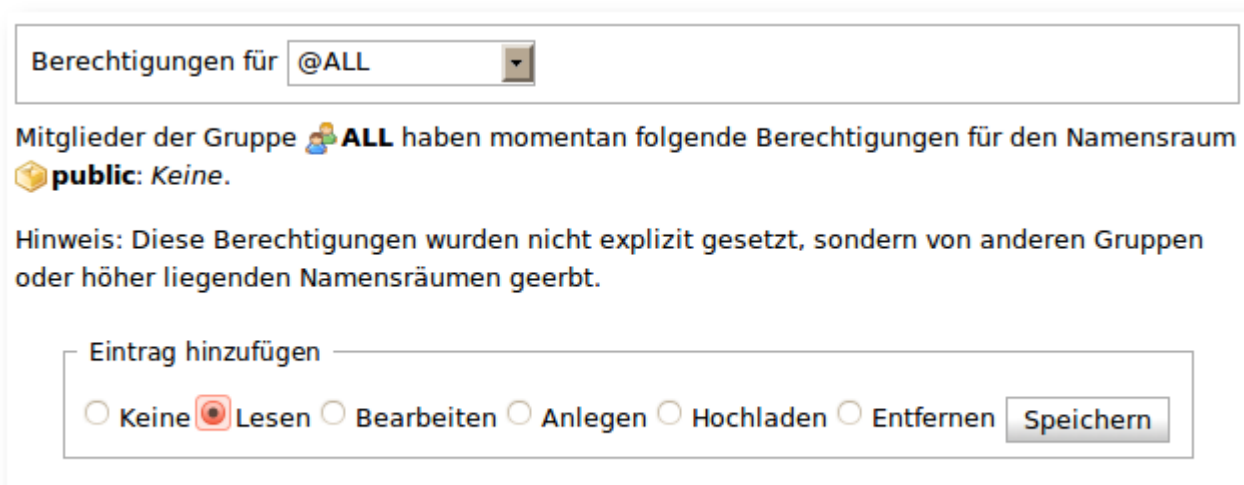 Berechtigungen für @ALL
Mitglieder der Gruppe ALL haben momentan folgende Berechtigungen für den Namensraum
public: Keine.
Hinweis: Diese Berechtigungen wurden nicht explizit gesetzt, sondern von anderen Gruppen
oder höher liegenden Namensräumen geerbt.
Eintrag hinzufügen
Keine Lesen Bearbeiten Anlegen Hochladen Entfernen Speichern